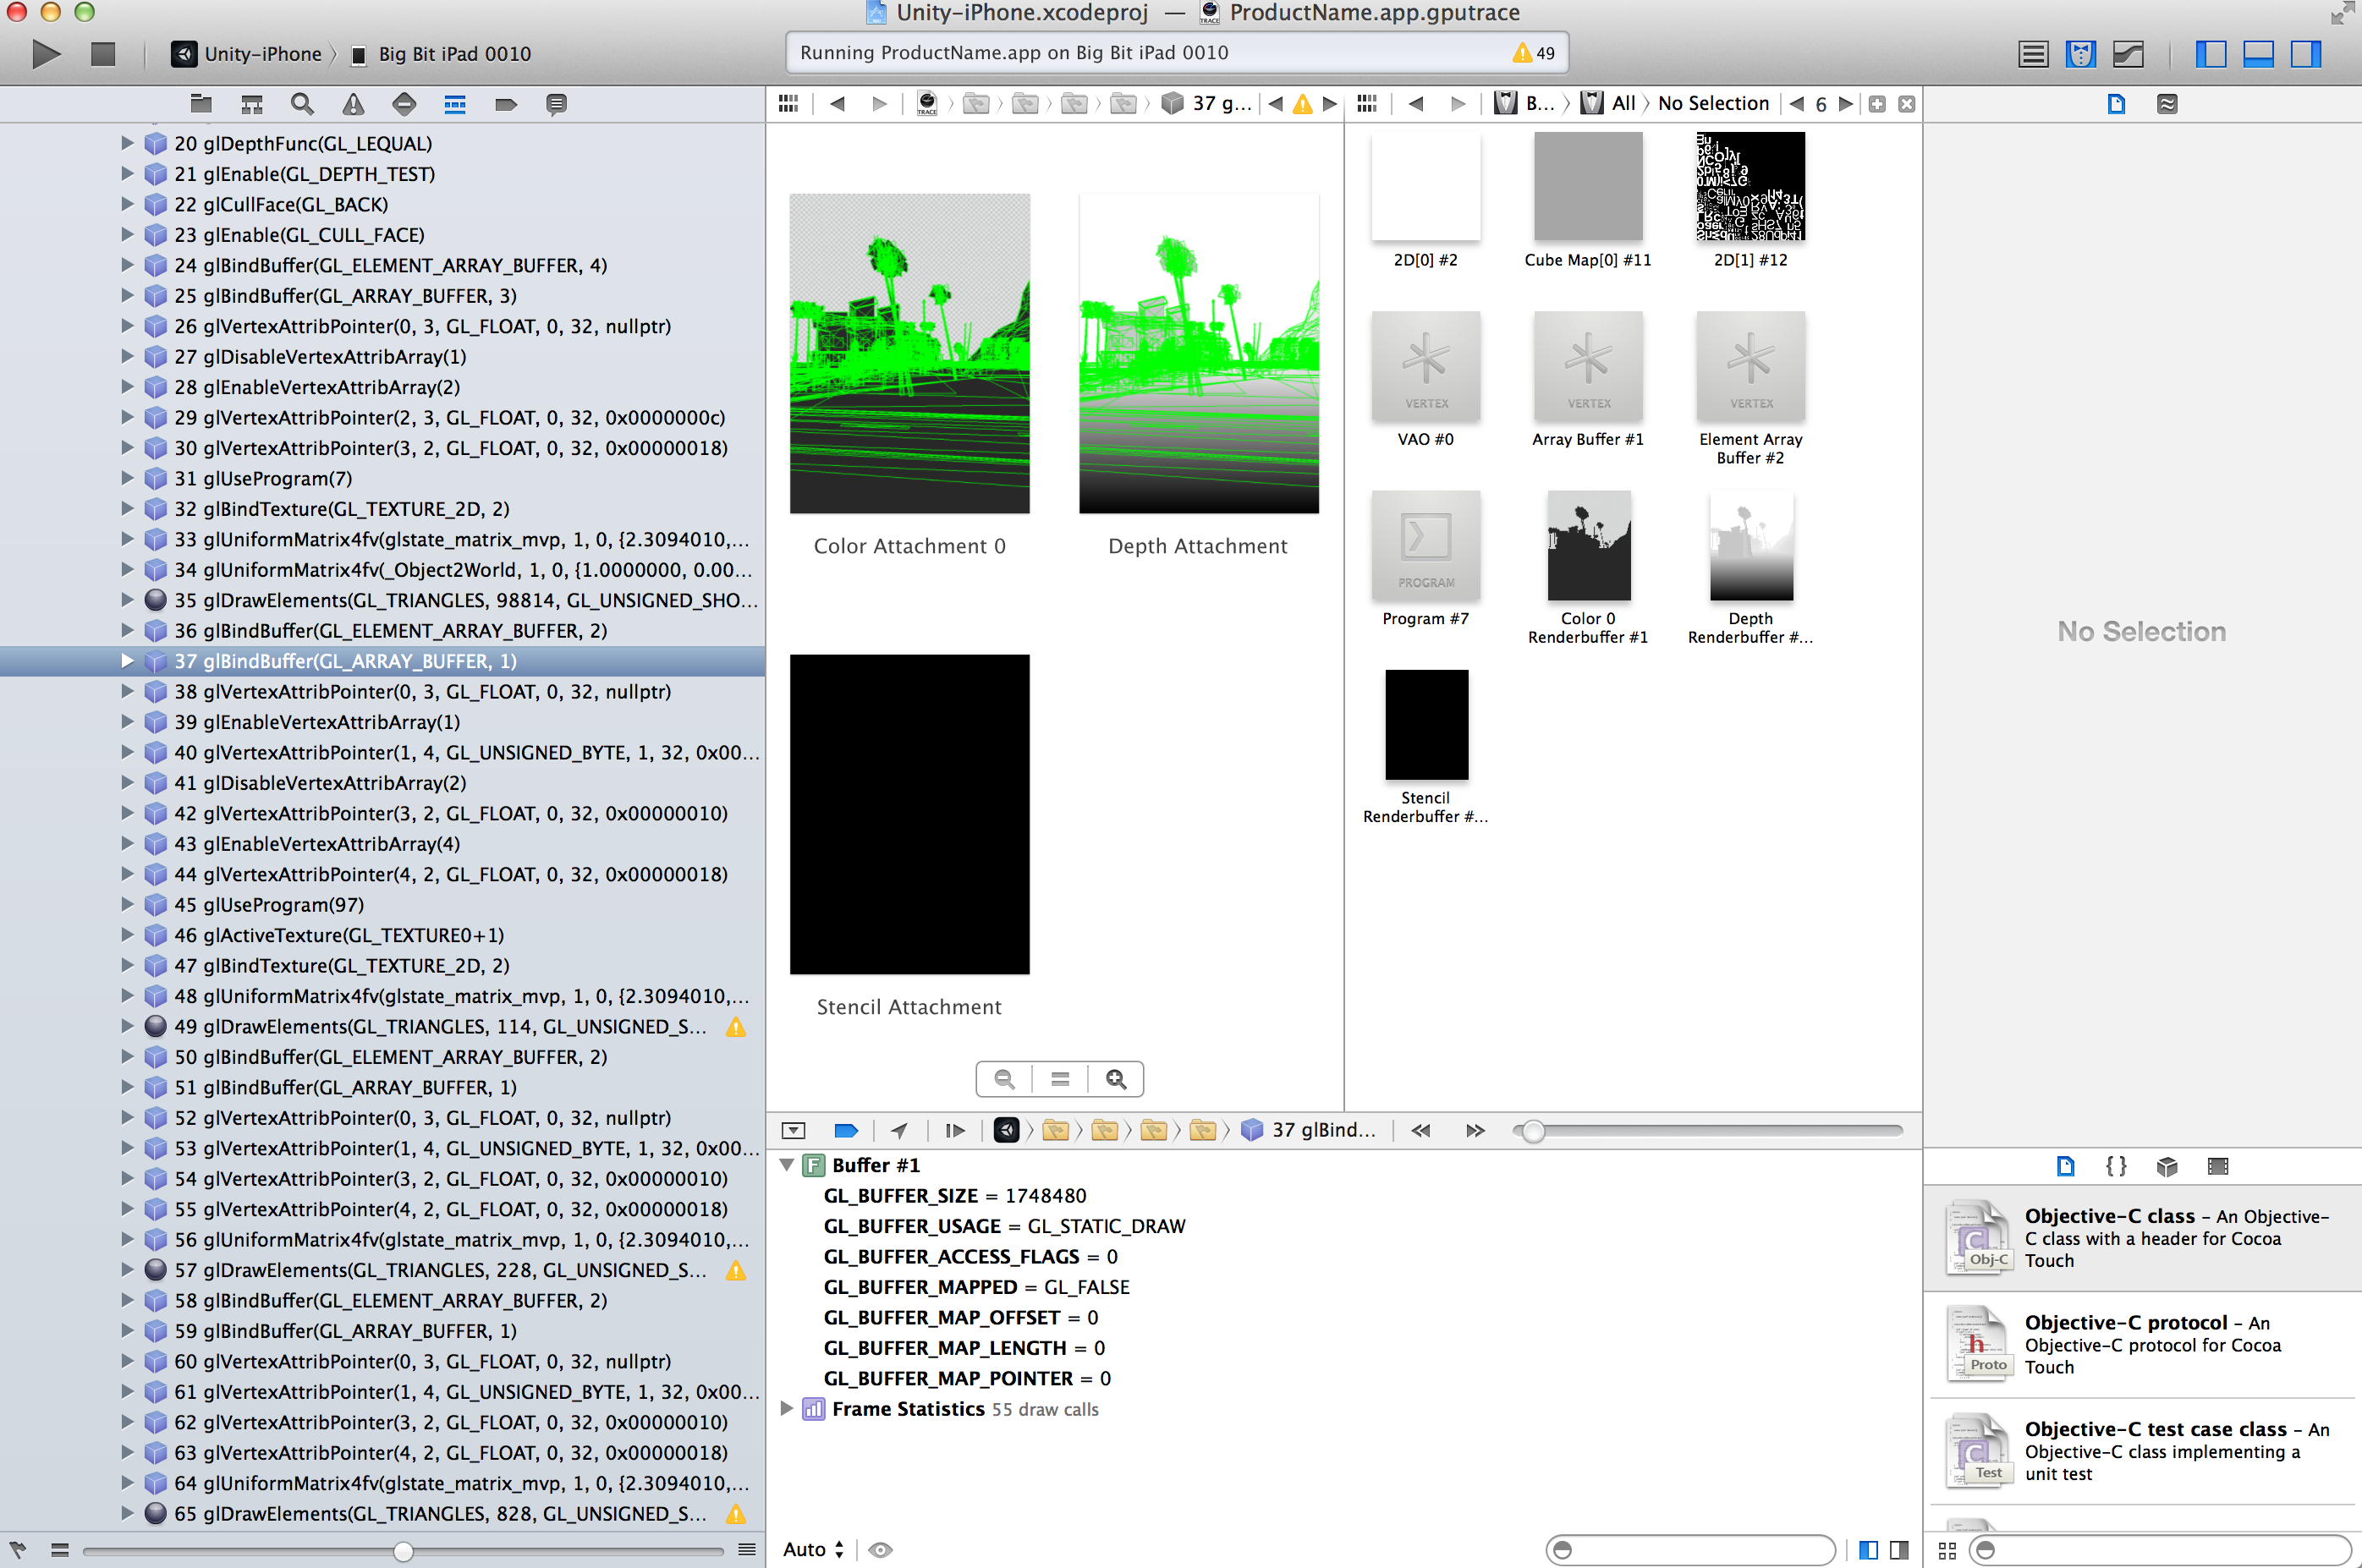 Unity-iPhone.xcodeproj — ProductName.app.gputrace
Unity-iPhone Big Bit iPad 0010
Running ProductName.app on Big Bit iPad 0010
49
20 glDepthFunc(GL_LEQUAL)
21 glEnable(GL_DEPTH_TEST)
22 glCullFace(GL_BACK)
23 glEnable(GL_CULL_FACE)
24 glBindBuffer(GL_ELEMENT_ARRAY_BUFFER, 4)
25 glBindBuffer(GL_ARRAY_BUFFER, 3)
26 glVertexAttribPointer(0, 3, GL_FLOAT, 0, 32, nullptr)
27 glDisableVertexAttribArray(1)
28 glEnableVertexAttribArray(2)
29 glVertexAttribPointer(2, 3, GL_FLOAT, 0, 32, 0x0000000c)
30 glVertexAttribPointer(3, 2, GL_FLOAT, 0, 32, 0x00000018)
31 glUseProgram(7)
32 glBindTexture(GL_TEXTURE_2D, 2)
33 glUniformMatrix4fv(glstate_matrix_mvp, 1, 0, {2.3094010,...
34 glUniformMatrix4fv(_Object2World, 1, 0, {1.0000000, 0.00...
35 glDrawElements(GL_TRIANGLES, 98814, GL_UNSIGNED_SHO...
36 glBindBuffer(GL_ELEMENT_ARRAY_BUFFER, 2)
37 glBindBuffer(GL_ARRAY_BUFFER, 1)
38 glVertexAttribPointer(0, 3, GL_FLOAT, 0, 32, nullptr)
39 glEnableVertexAttribArray(1)
40 glVertexAttribPointer(1, 4, GL_UNSIGNED_BYTE, 1, 32, 0x00...
41 glDisableVertexAttribArray(2)
42 glVertexAttribPointer(3, 2, GL_FLOAT, 0, 32, 0x00000010)
43 glEnableVertexAttribArray(4)
44 glVertexAttribPointer(4, 2, GL_FLOAT, 0, 32, 0x00000018)
45 glUseProgram(97)
46 glActiveTexture(GL_TEXTURE0+1)
47 glBindTexture(GL_TEXTURE_2D, 2)
48 glUniformMatrix4fv(glstate_matrix_mvp, 1, 0, {2.3094010,...
49 glDrawElements(GL_TRIANGLES, 114, GL_UNSIGNED_S...
50 glBindBuffer(GL_ELEMENT_ARRAY_BUFFER, 2)
51 glBindBuffer(GL_ARRAY_BUFFER, 1)
52 glVertexAttribPointer(0, 3, GL_FLOAT, 0, 32, nullptr)
53 glVertexAttribPointer(1, 4, GL_UNSIGNED_BYTE, 1, 32, 0x00...
54 glVertexAttribPointer(3, 2, GL_FLOAT, 0, 32, 0x00000010)
55 glVertexAttribPointer(4, 2, GL_FLOAT, 0, 32, 0x00000018)
56 glUniformMatrix4fv(glstate_matrix_mvp, 1, 0, {2.3094010,...
57 glDrawElements(GL_TRIANGLES, 228, GL_UNSIGNED_S...
58 glBindBuffer(GL_ELEMENT_ARRAY_BUFFER, 2)
59 glBindBuffer(GL_ARRAY_BUFFER, 1)
60 glVertexAttribPointer(0, 3, GL_FLOAT, 0, 32, nullptr)
61 glVertexAttribPointer(1, 4, GL_UNSIGNED_BYTE, 1, 32, 0x00...
62 glVertexAttribPointer(3, 2, GL_FLOAT, 0, 32, 0x00000010)
63 glVertexAttribPointer(4, 2, GL_FLOAT, 0, 32, 0x00000018)
64 glUniformMatrix4fv(glstate_matrix_mvp, 1, 0, {2.3094010,...
65 glDrawElements(GL_TRIANGLES, 828, GL_UNSIGNED_S...
TRACE
37 g...
Color Attachment 0
Depth Attachment
Stencil Attachment
B... All No Selection 6
2D[0] #2
Cube Map[0] #11
2D[1] #12
VERTEX
VERTEX
VERTEX
VAO #0
Array Buffer #1
Element Array
Buffer #2
PROGRAM
Program #7
Color 0
Renderbuffer #1
Depth
Renderbuffer #...
Stencil
Renderbuffer #...
37 glBind...
Buffer #1
GL_BUFFER_SIZE = 1748480
GL_BUFFER_USAGE = GL_STATIC_DRAW
GL_BUFFER_ACCESS_FLAGS = 0
GL_BUFFER_MAPPED = GL_FALSE
GL_BUFFER_MAP_OFFSET = 0
GL_BUFFER_MAP_LENGTH = 0
GL_BUFFER_MAP_POINTER = 0
Frame Statistics 55 draw calls
Auto
No Selection
{ }
Objective-C class – An Objective-
C class with a header for Cocoa
Touch
C
Obj-C
Objective-C protocol – An
Objective-C protocol for Cocoa
Touch
h
Proto
Objective-C test case class – An
Objective-C class implementing a
unit test
C
Test